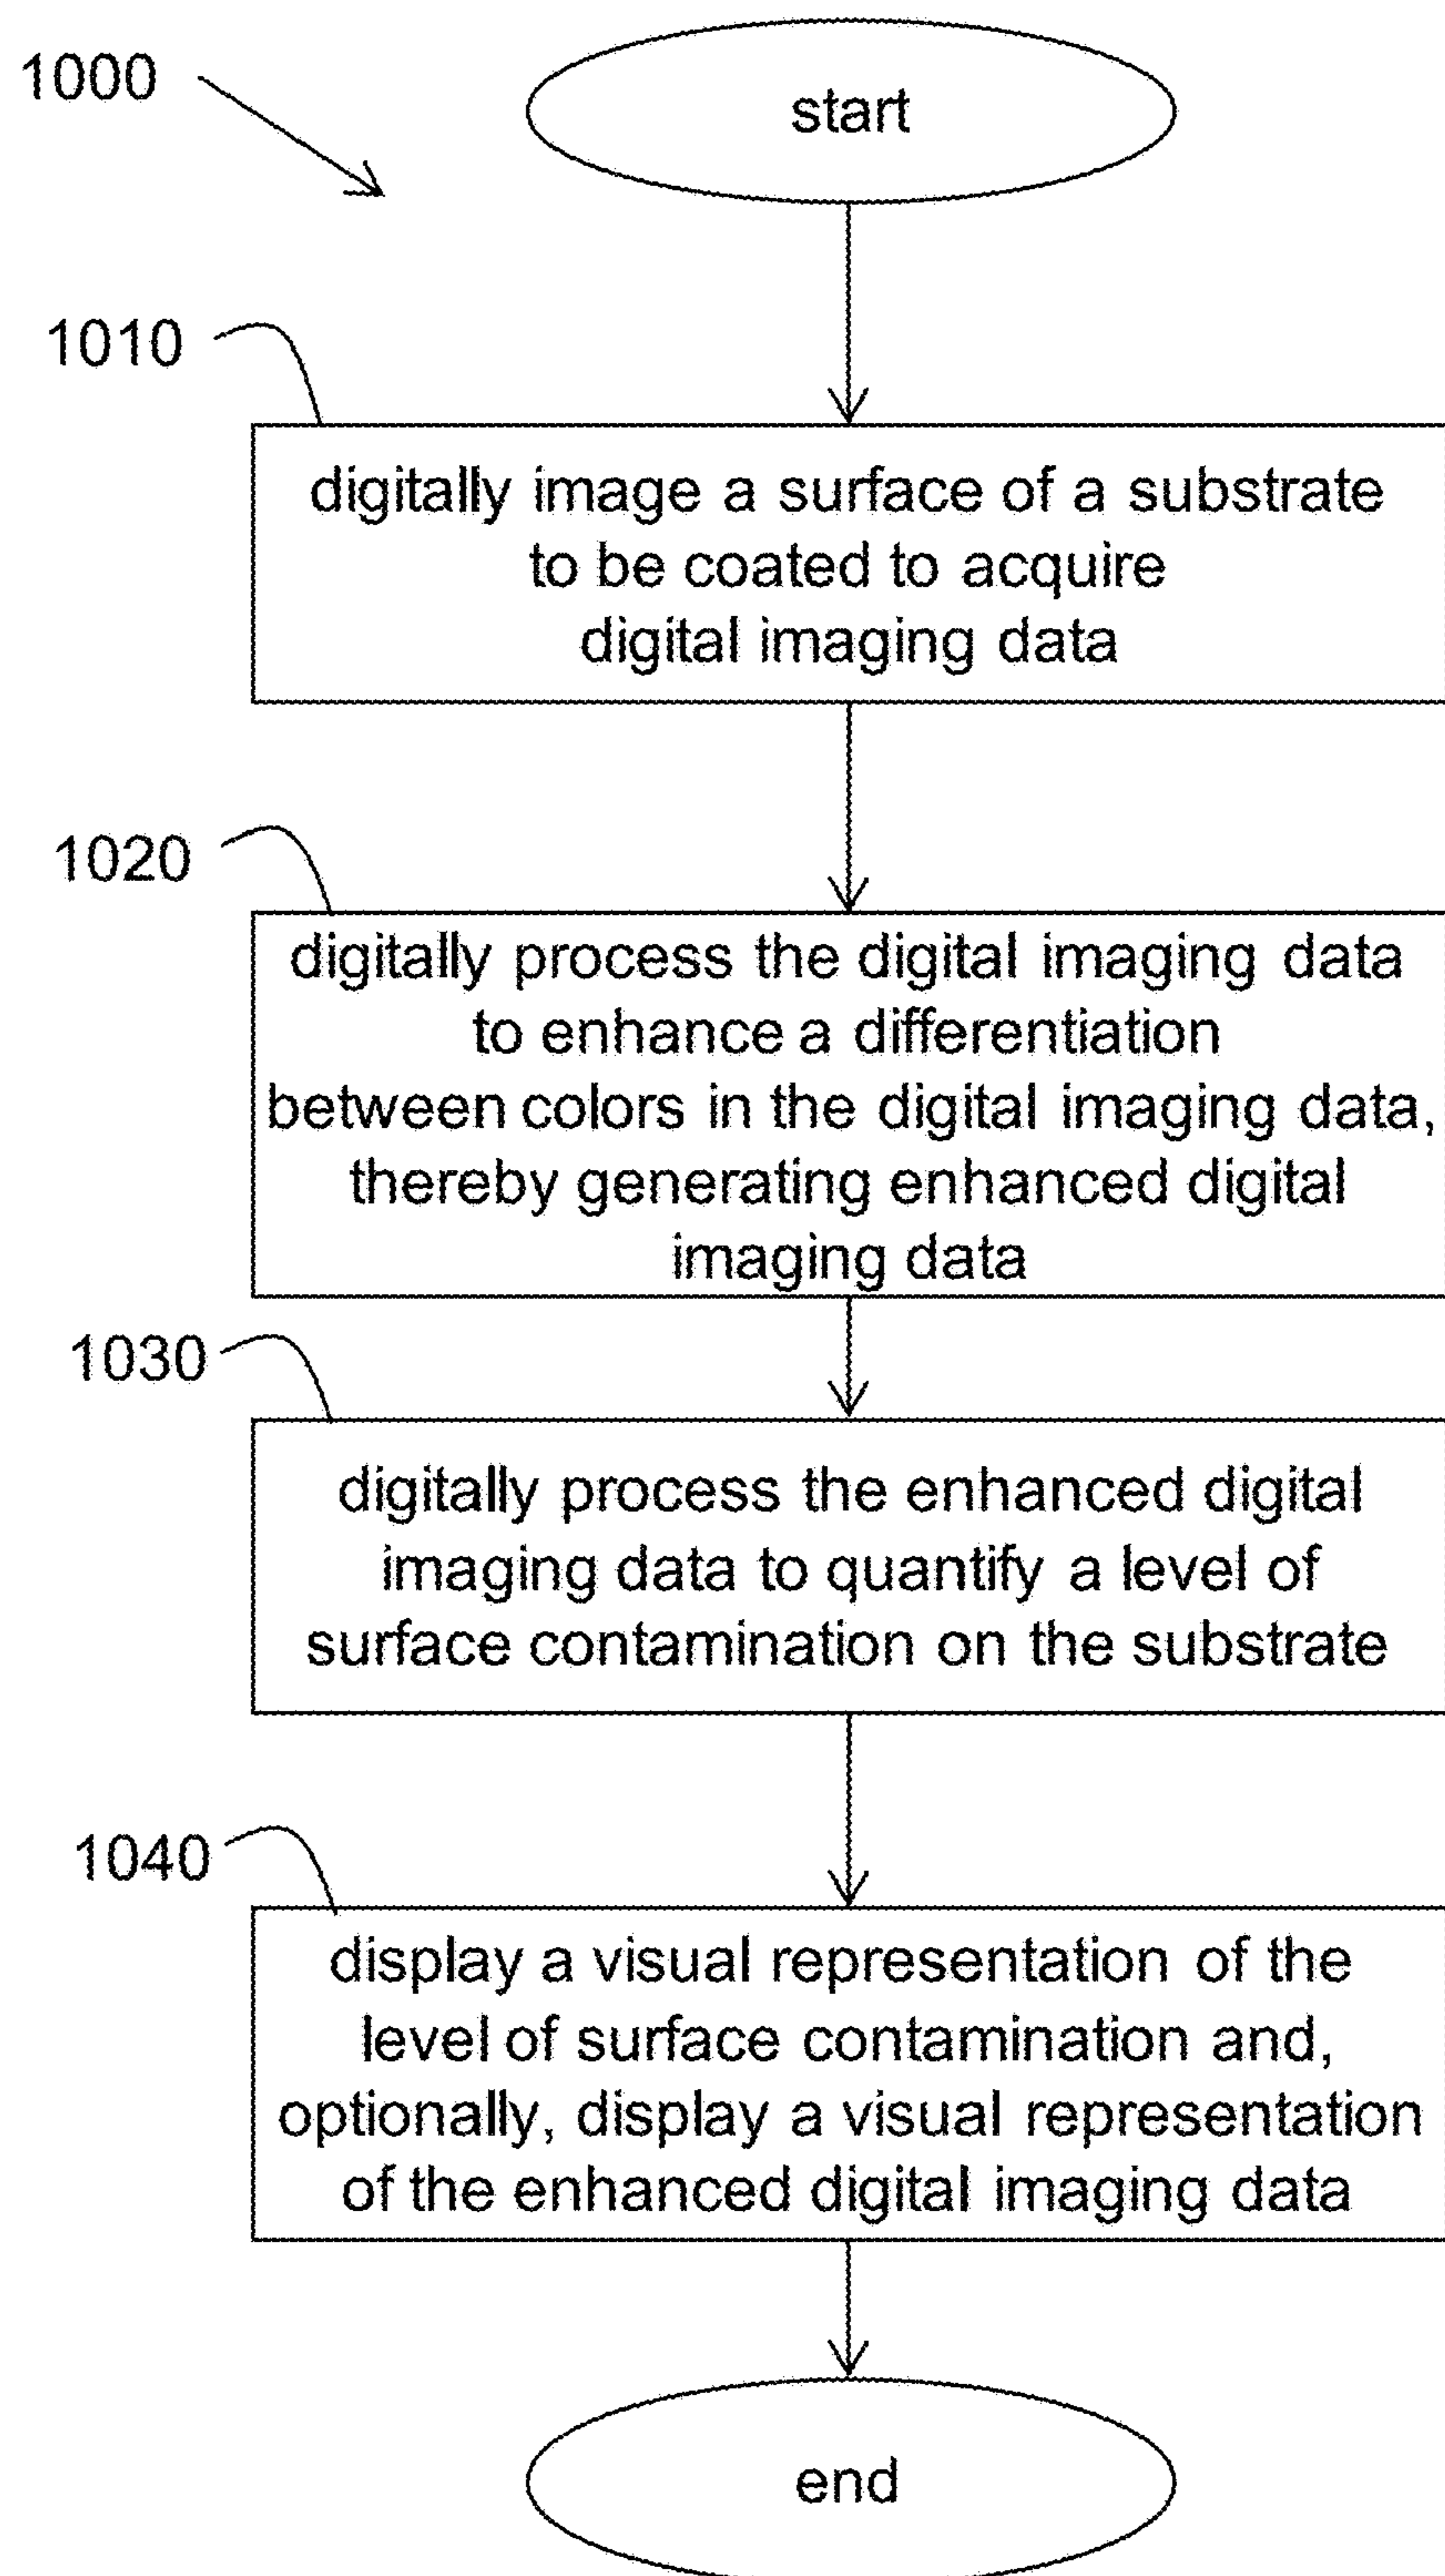 1000
start
1010
digitally image a surface of a substrate
to be coated to acquire
digital imaging data
1020
digitally process the digital imaging data
to enhance a differentiation
between colors in the digital imaging data,
thereby generating enhanced digital
imaging data
1030
digitally process the enhanced digital
imaging data to quantify a level of
surface contamination on the substrate
1040
display a visual representation of the
level of surface contamination and,
optionally, display a visual representation
of the enhanced digital imaging data
end